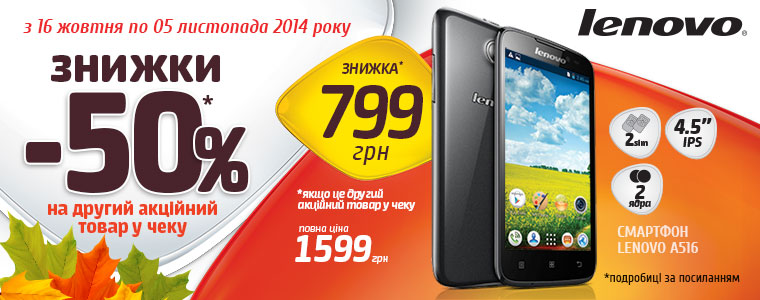 з 16 жовтня по 05 листопада 2014 року
ЗНИЖКИ
-50%*
на другий акційний
товар у чеку
ЗНИЖКА*
799
грн
*якщо це другий
акційний товар у чеку
повна ціна
1599 грн
lenovo
lenovo
2 sim
4.5”
IPS
2
ядра
СМАРТФОН
LENOVO A516
*подробиці за посиланням